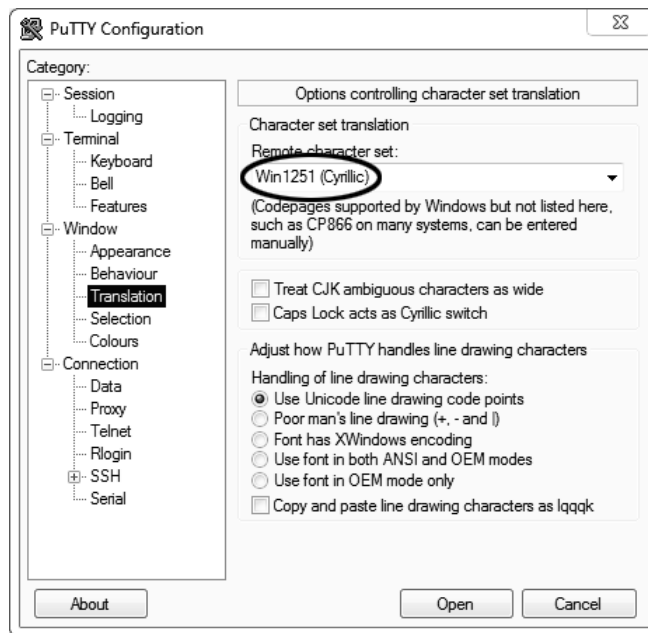 PuTTY Configuration
Category:
Session
Logging
Terminal
Keyboard
Bell
Features
Window
Appearance
Behaviour
Translation
Selection
Colours
Connection
Data
Proxy
Telnet
Rlogin
SSH
Serial
Options controlling character set translation
Character set translation
Remote character set:
Win1251 (Cyrillic)
(Codepages supported by Windows but not listed here,
such as CP866 on many systems, can be entered
manually)
Treat CJK ambiguous characters as wide
Caps Lock acts as Cyrillic switch
Adjust how PuTTY handles line drawing characters
Handling of line drawing characters:
Use Unicode line drawing code points
Poor man's line drawing (+, - and |)
Font has XWindows encoding
Use font in both ANSI and OEM modes
Use font in OEM mode only
Copy and paste line drawing characters as lqqqk
About
Open
Cancel